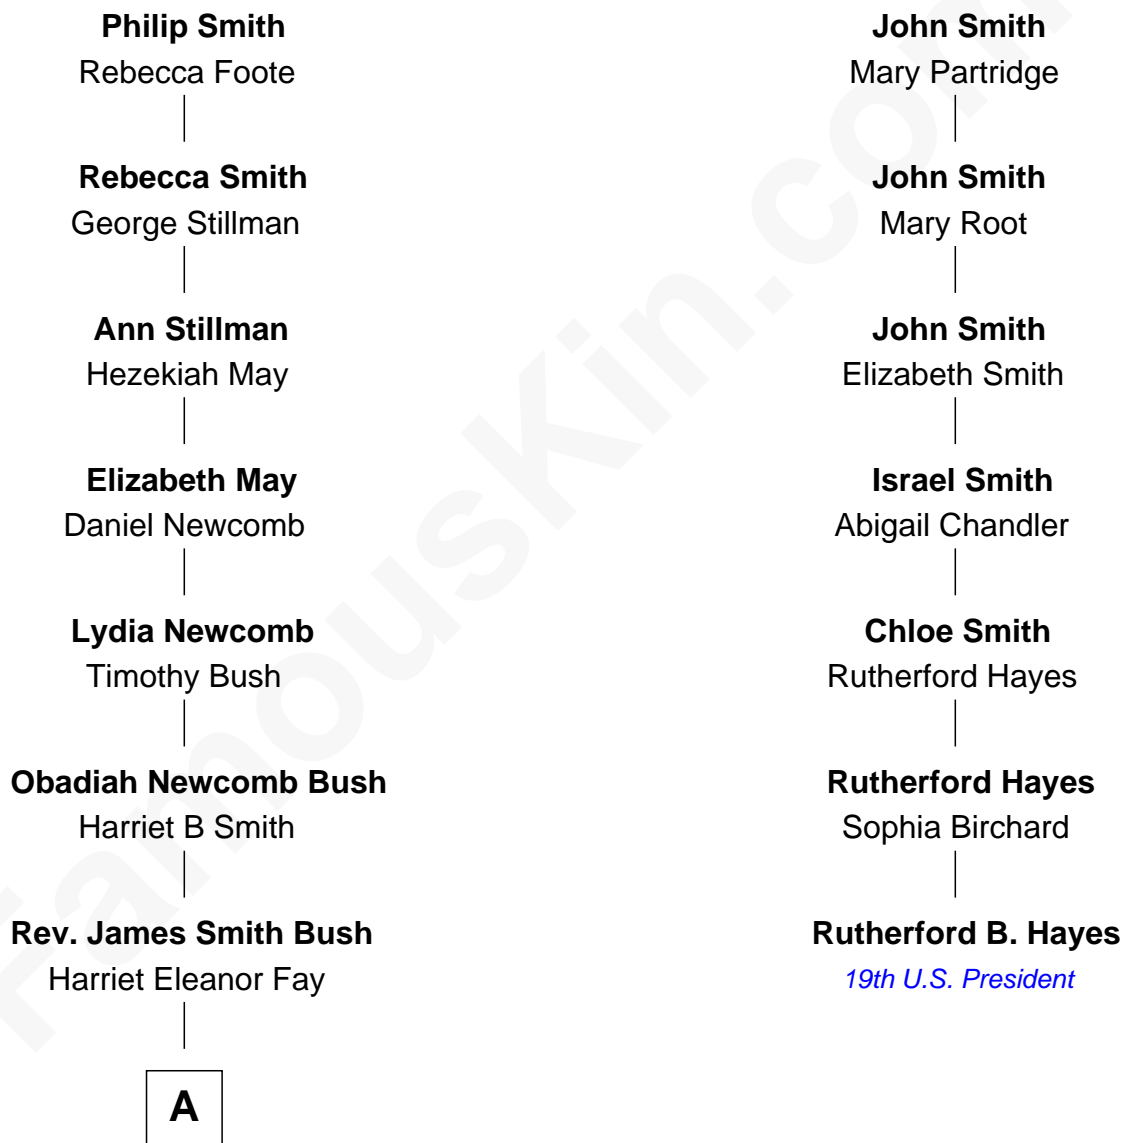 Philip Smith
Rebecca Foote
Rebecca Smith
George Stillman
Ann Stillman
Hezekiah May
Elizabeth May
Daniel Newcomb
Lydia Newcomb
Timothy Bush
Obadiah Newcomb Bush
Harriet B Smith
Rev. James Smith Bush
Harriet Eleanor Fay
A
John Smith
Mary Partridge
John Smith
Mary Root
John Smith
Elizabeth Smith
Israel Smith
Abigail Chandler
Chloe Smith
Rutherford Hayes
Rutherford Hayes
Sophia Birchard
Rutherford B. Hayes
19th U.S. President
FamousKin.com